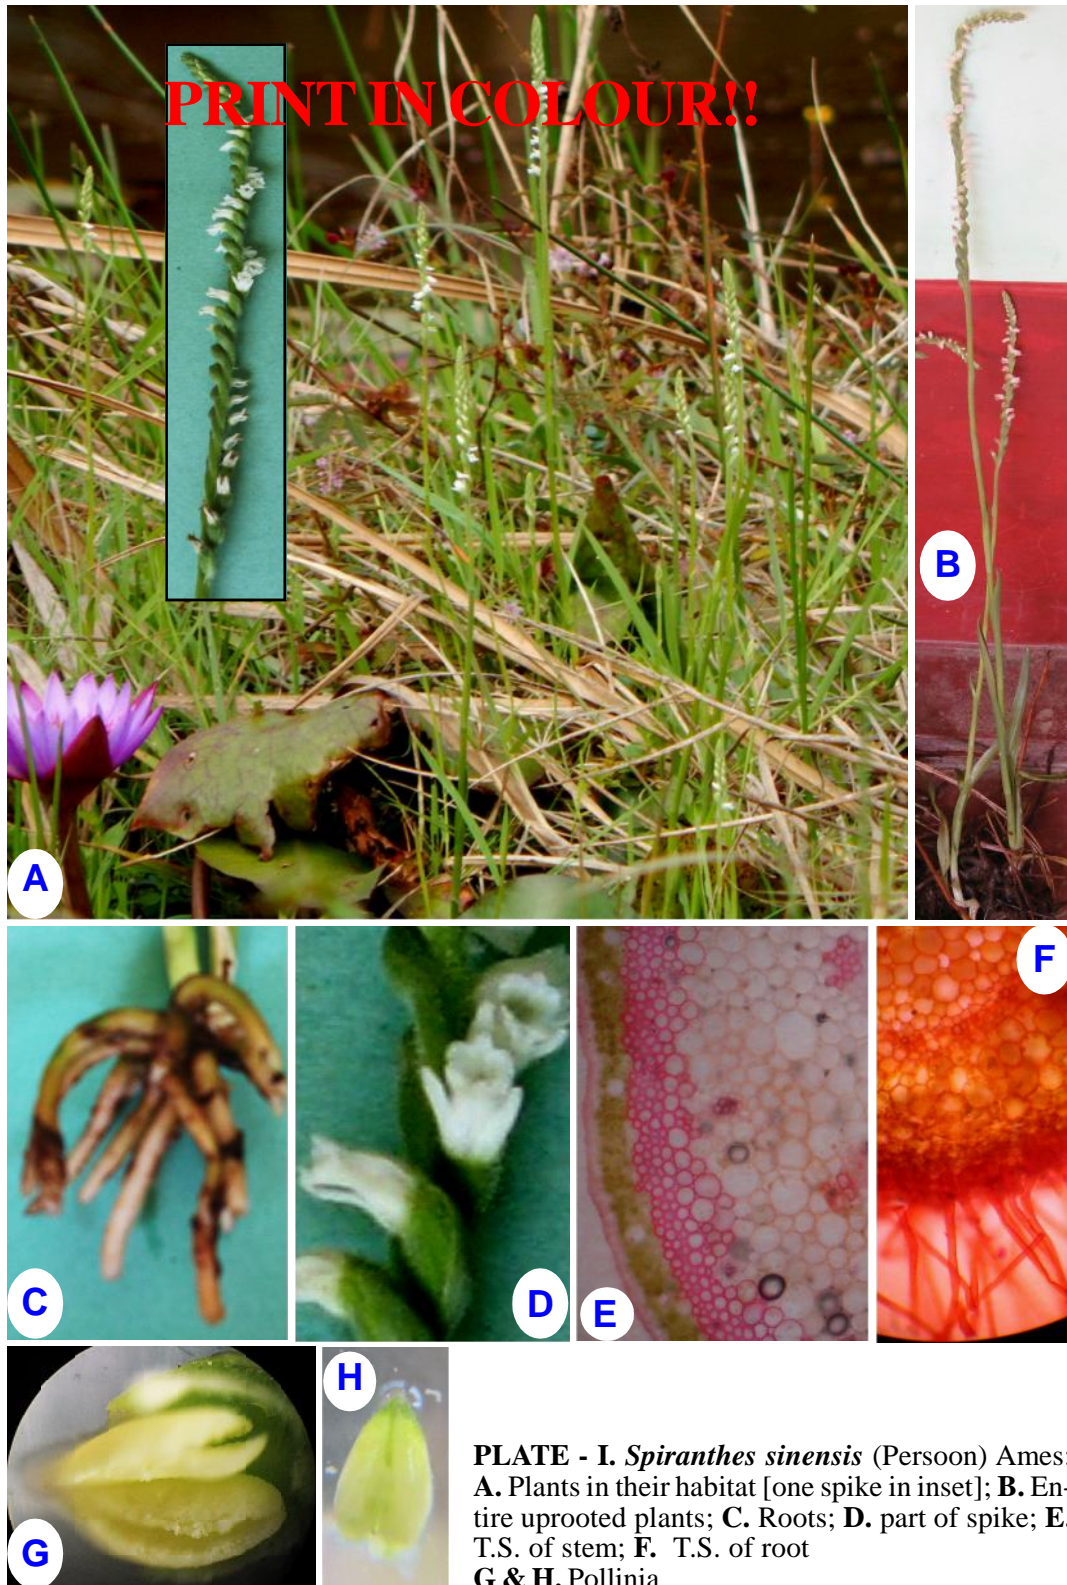 PRINT IN COLOUR!!
B
A
F
C
D
E
H
G
PLATE - I. Spiranthes sinensis (Persoon) Ames:
A. Plants in their habitat [one spike in inset]; B. En-
tire uprooted plants; C. Roots; D. part of spike; E.
T.S. of stem; F. T.S. of root
G & H. Pollinia